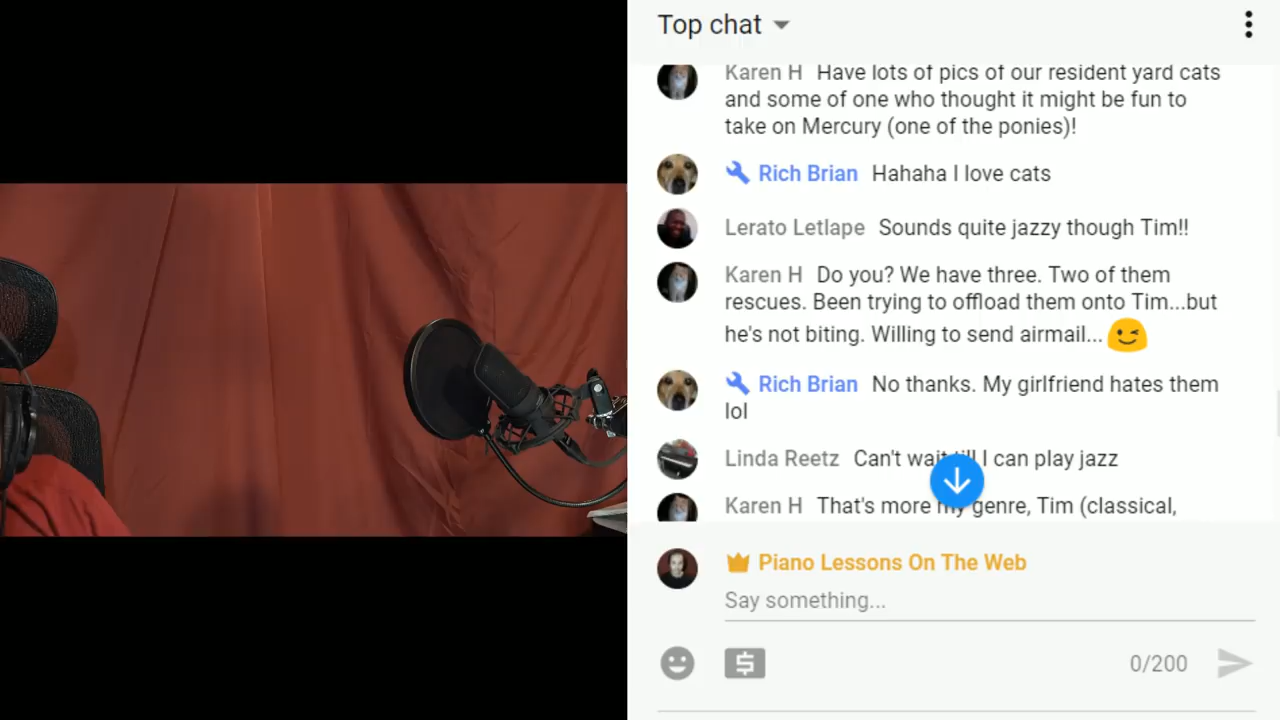 Top chat
Karen H Have lots of pics of our resident yard cats
and some of one who thought it might be fun to
take on Mercury (one of the ponies)!
Rich Brian Hahaha I love cats
Lerato Letlape Sounds quite jazzy though Tim!!
Karen H Do you? We have three. Two of them
rescues. Been trying to offload them onto Tim...but
he's not biting. Willing to send airmail...
Rich Brian No thanks. My girlfriend hates them
lol
Linda Reetz Can't wait till I can play jazz
Karen H That's more my genre, Tim (classical,
Piano Lessons On The Web
Say something...
0/200